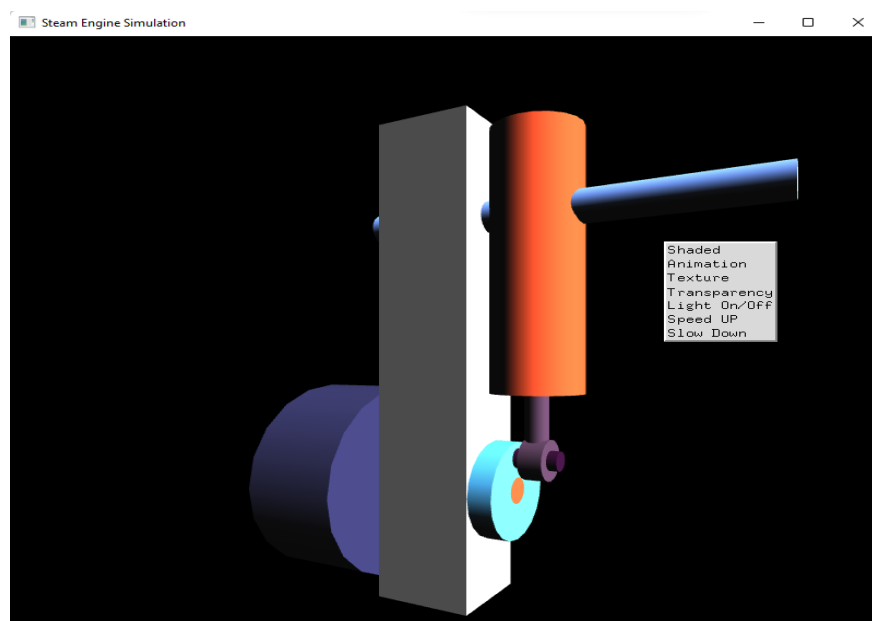 Steam Engine Simulation
Shaded
Animation
Texture
Transparency
Light On/Off
Speed UP
Slow Down